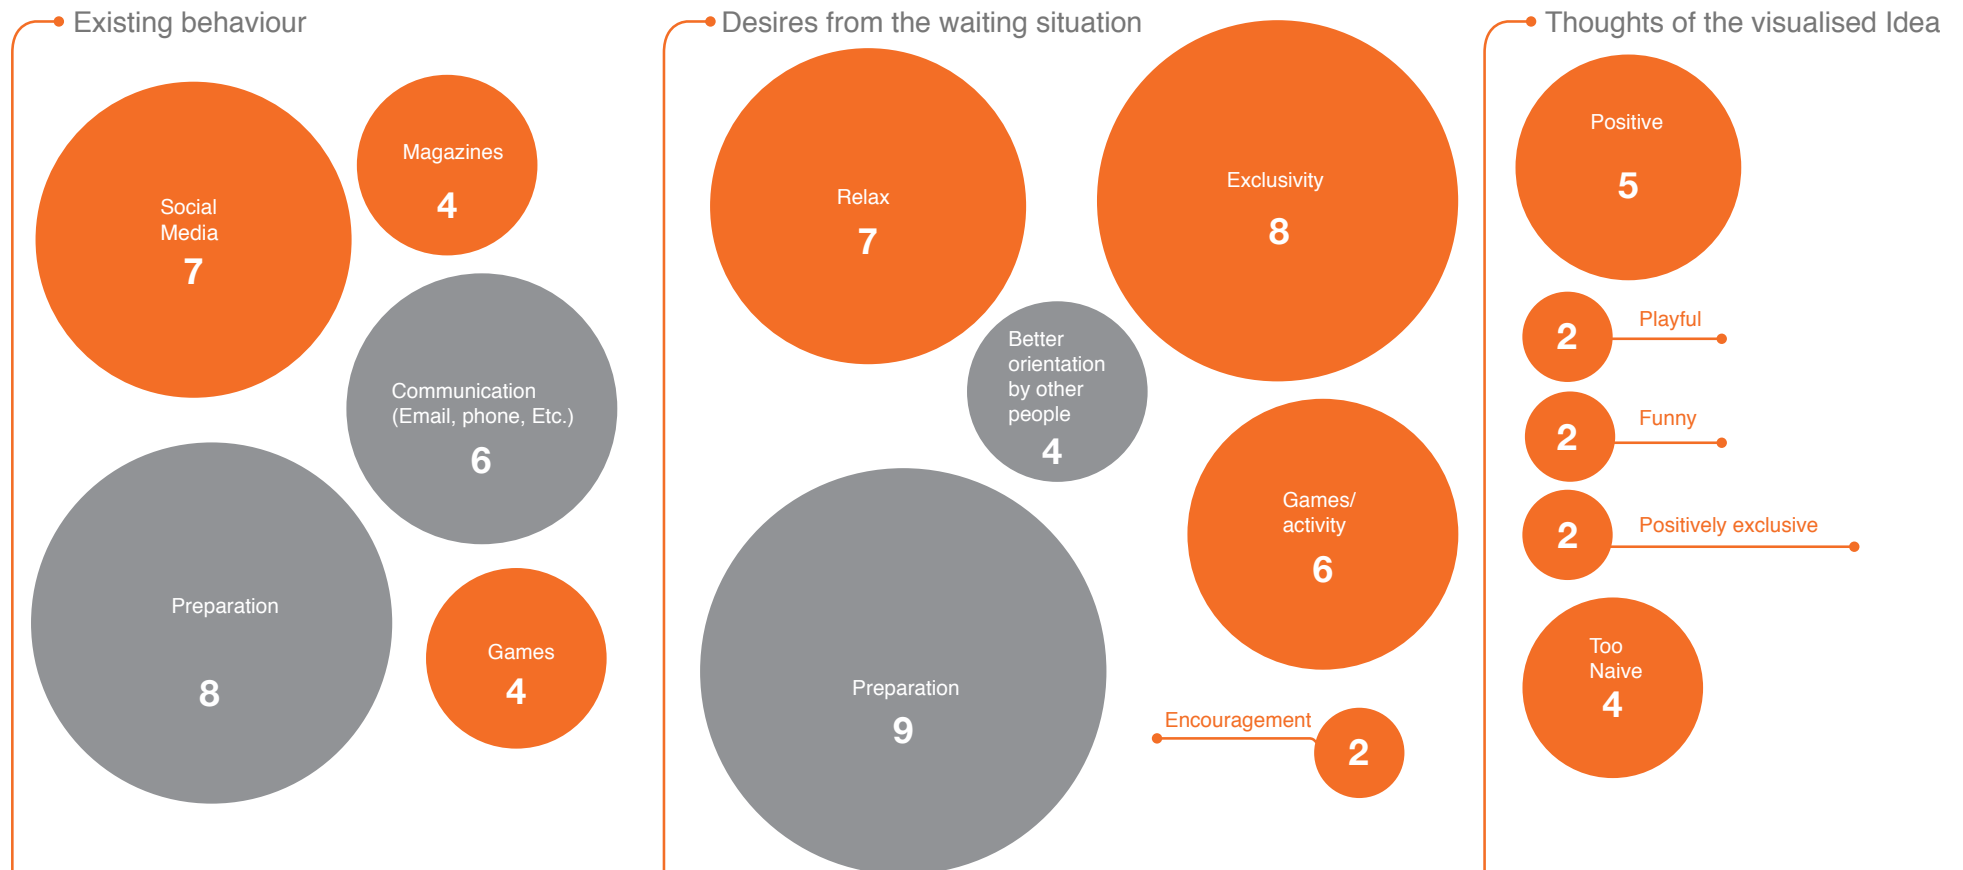 Existing behaviour
Social
Media
7
Magazines
4
Communication
(Email, phone, Etc.)
6
Preparation
8
Games
4
Desires from the waiting situation
Relax
7
Exclusivity
8
Better
orientation
by other
people
4
Games/
activity
6
Preparation
9
Encouragement
2
Thoughts of the visualised Idea
Positive
5
2
Playful
2
Funny
2
Positively exclusive
Too
Naive
4